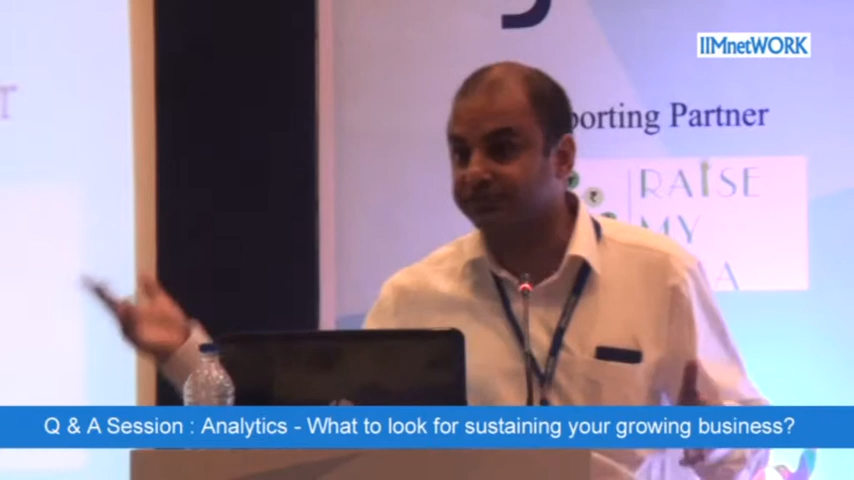 IIMnetWORK
porting Partner
RAISE
MY
Q & A Session : Analytics - What to look for sustaining your growing business?